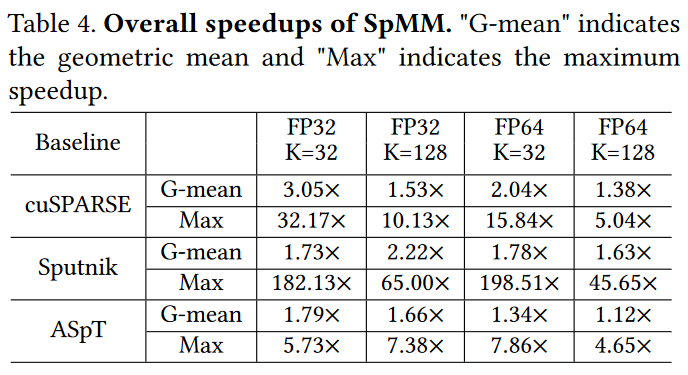 Table 4. Overall speedups of SpMM. "G-mean" indicates
the geometric mean and "Max" indicates the maximum
speedup.
Baseline FP32 K=32 FP32 K=128 FP64 K=32 FP64 K=128
cuSPARSE G-mean 3.05× 1.53× 2.04× 1.38×
Max 32.17× 10.13× 15.84× 5.04×
Sputnik G-mean 1.73× 2.22× 1.78× 1.63×
Max 182.13× 65.00× 198.51× 45.65×
ASpT G-mean 1.79× 1.66× 1.34× 1.12×
Max 5.73× 7.38× 7.86× 4.65×